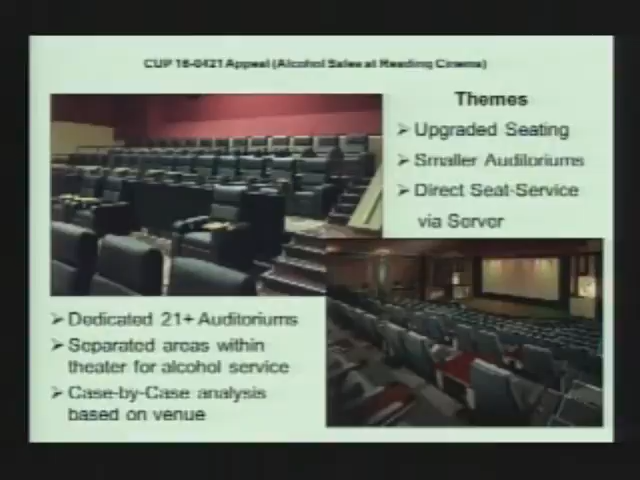 CUP 16-0421 Appeal (Alcohol Sales at Reading Cinema)
Themes
➢ Upgraded Seating
➢ Smaller Auditoriums
➢ Direct Seat-Service
via Server
➢ Dedicated 21+ Auditoriums
➢ Separated areas within
theater for alcohol service
➢ Case-by-Case analysis
based on venue